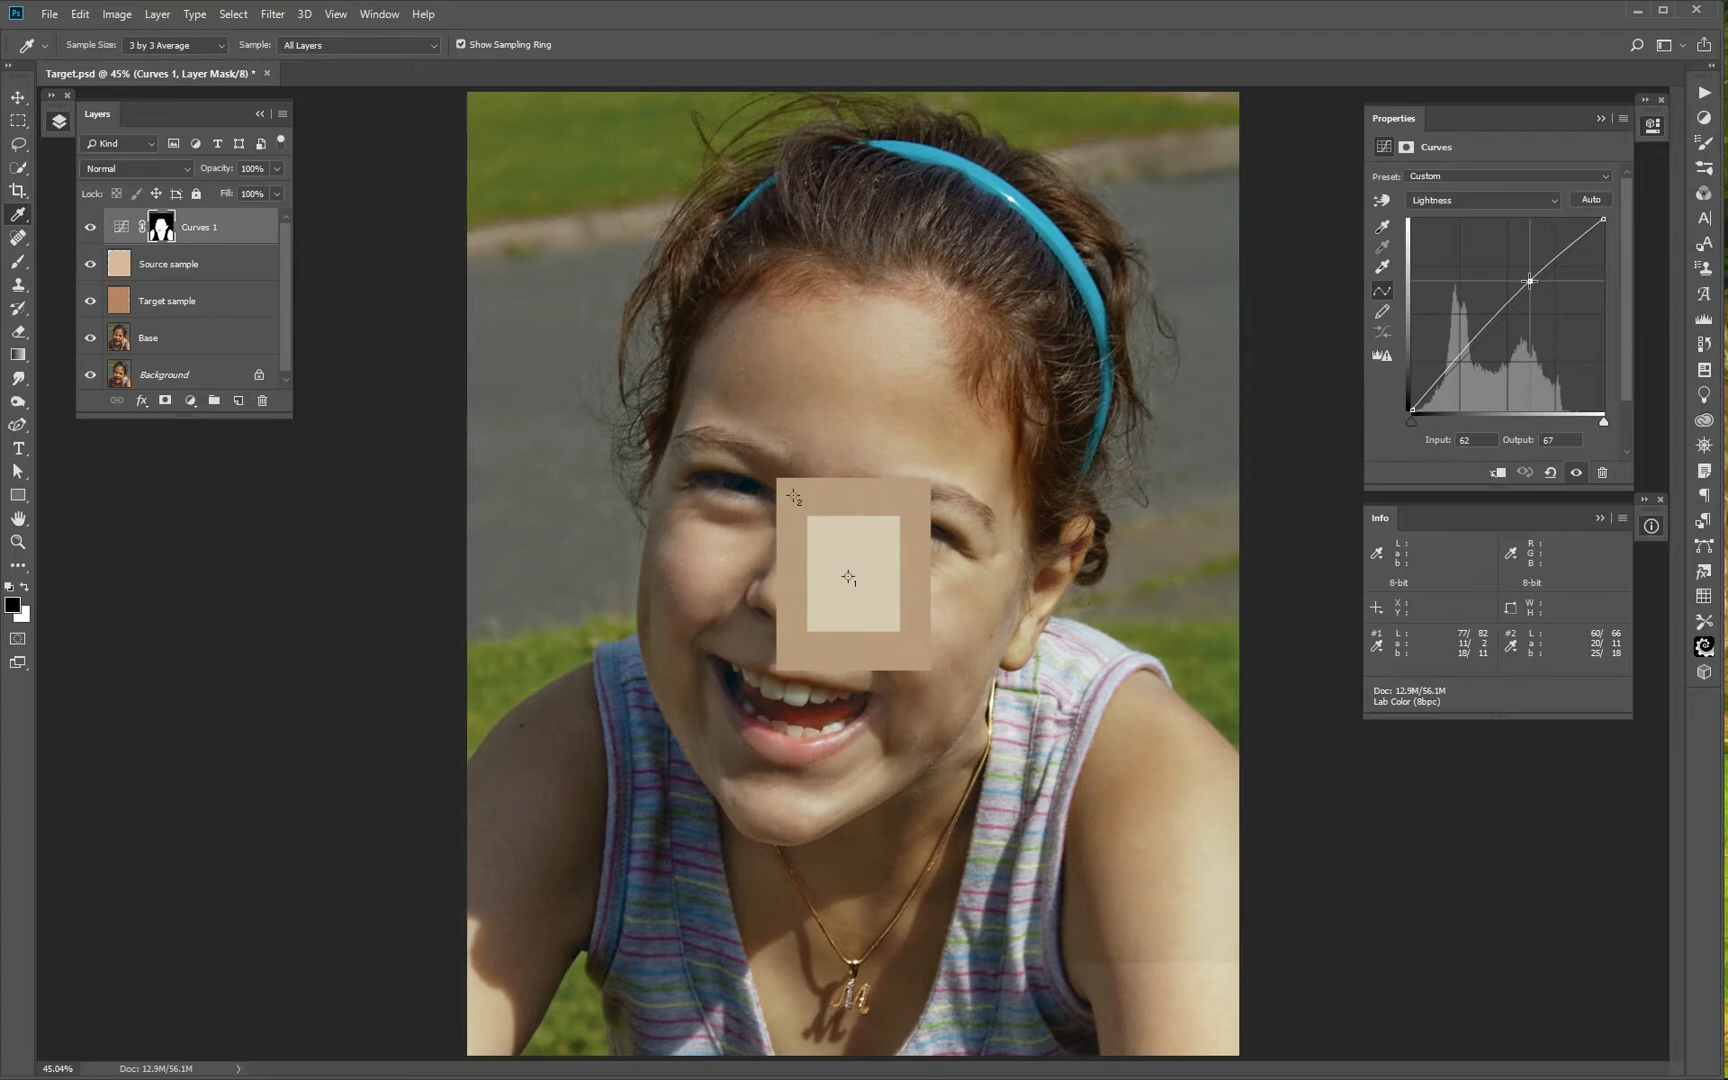 Ps File Edit Image Layer Type Select Filter 3D View Window Help
Sample Size: 3 by 3 Average Sample: All Layers Show Sampling Ring
Target.psd @ 45% (Curves 1, Layer Mask/8) *
Layers
Kind
Normal Opacity: 100%
Lock: Fill: 100%
Curves 1
Source sample
Target sample
Base
Background
fx
2
1
M
Properties
Curves
Preset: Custom
Lightness Auto
Input: 62 Output: 67
Info
L : R :
a : G :
b : B :
8-bit 8-bit
X : W :
Y : H :
#1 L : 77/ 82 #2 L : 60/ 66
a : 11/ 2 a : 20/ 11
b : 18/ 11 b : 25/ 18
Doc: 12.9M/56.1M
Lab Color (8bpc)
45.04% Doc: 12.9M/56.1M